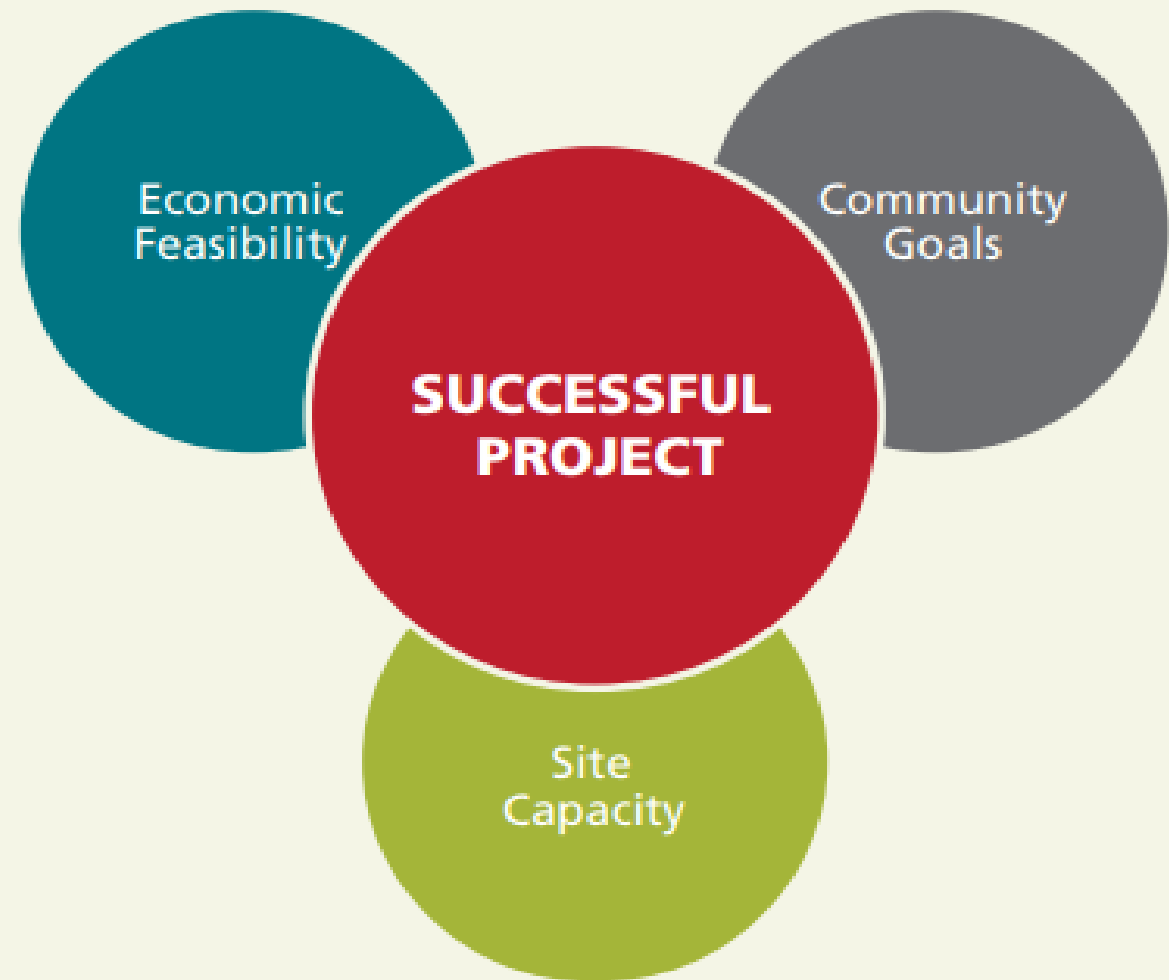 Economic
Feasibility
Community
Goals
SUCCESSFUL
PROJECT
Site
Capacity